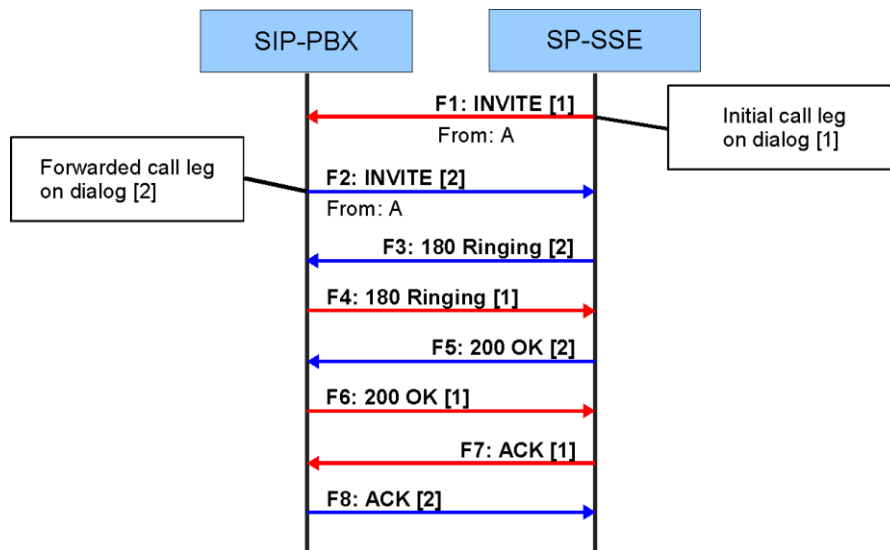 SIP-PBX
SP-SSE
F1: INVITE [1]
From: A
Initial call leg
on dialog [1]
Forwarded call leg
on dialog [2]
F2: INVITE [2]
From: A
F3: 180 Ringing [2]
F4: 180 Ringing [1]
F5: 200 OK [2]
F6: 200 OK [1]
F7: ACK [1]
F8: ACK [2]